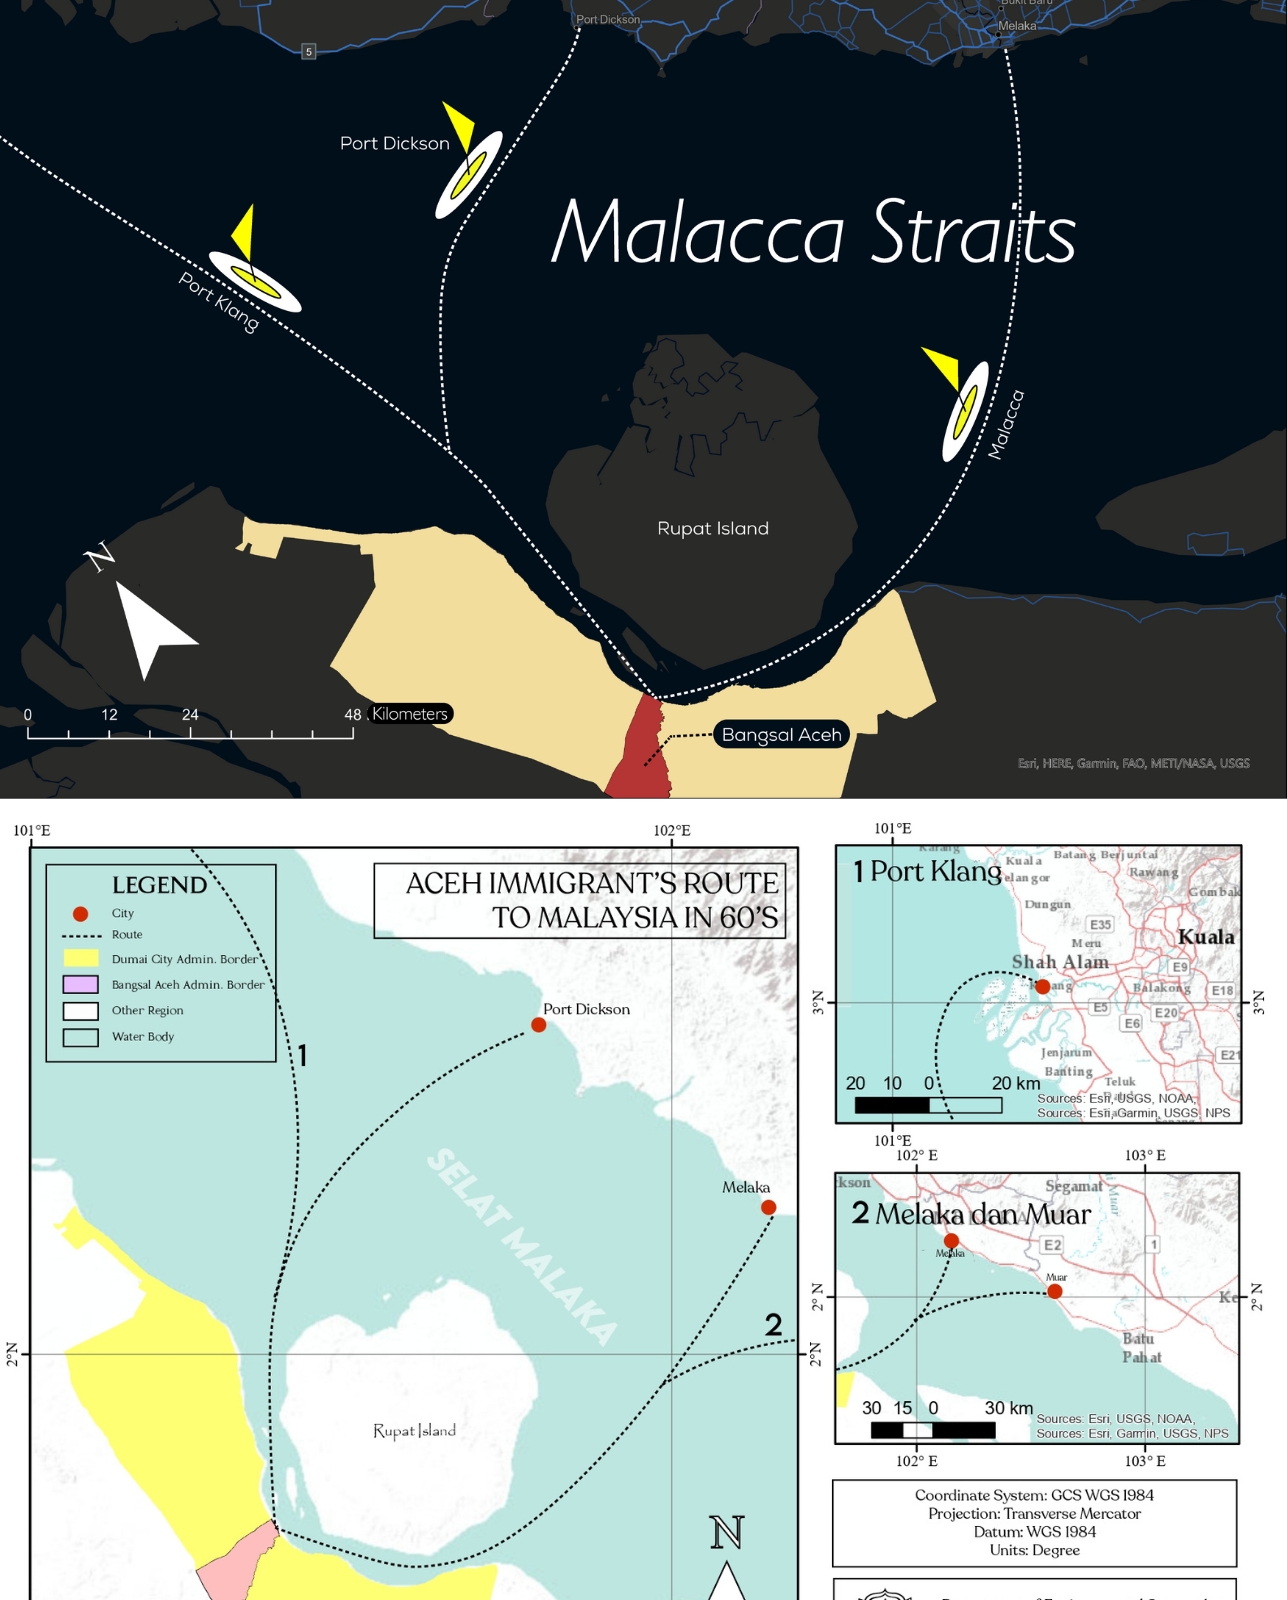 Bukit Baru
Port Dickson
Melaka
5
Port Dickson
Malacca Straits
Port Klang
Malacca
Rupat Island
N
0 12 24 48 Kilometers
Bangsal Aceh
Esri, HERE, Garmin, FAO, METI/NASA, USGS
101°E 102°E
LEGEND
City
Route
Dumai City Admin. Border
Bangsal Aceh Admin. Border
Other Region
Water Body
ACEH IMMIGRANT'S ROUTE
TO MALAYSIA IN 60'S
Port Dickson
1
SELAT MALAKA
Melaka
2
2°N 2°N
Rupat Island
N
101°E
1 Port Klang
Karang
Kuala
Selangor
Batang Berjuntai
Rawang
Gombak
Dungun
E35
Meru
Kuala
Shah Alam
E9
Klang
Balakong
E18
3°N 3°N
E5
E20
E6
E21
Jenjarum
Banting
Teluk
20 10 0 20 km
Sources: Esri, USGS, NOAA,
Sources: Esri, Garmin, USGS, NPS
101°E
102° E 103° E
kson
Segamat
Muar
2 Melaka dan Muar
E2
1
Melaka
Muar
2° N 2° N
Ke
Batu
Pahat
30 15 0 30 km
Sources: Esri, USGS, NOAA,
Sources: Esri, Garmin, USGS, NPS
102° E 103° E
Coordinate System: GCS WGS 1984
Projection: Transverse Mercator
Datum: WGS 1984
Units: Degree